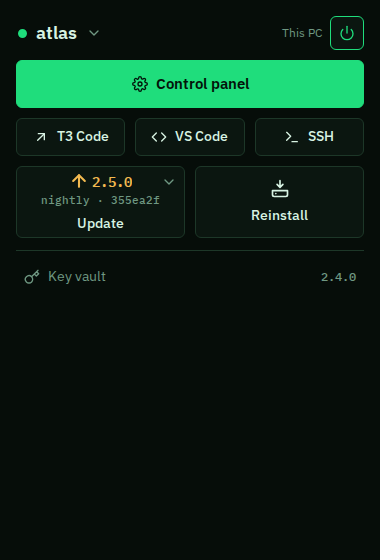 atlas
This PC
Control panel
T3 Code
VS Code
SSH
2.5.0
nightly · 355ea2f
Update
Reinstall
Key vault
2.4.0